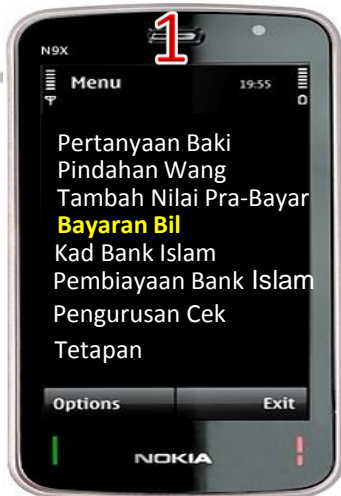 1
N9X
Menu 19:55
Pertanyaan Baki
Pindahan Wang
Tambah Nilai Pra-Bayar
Bayaran Bil
Kad Bank Islam
Pembiayaan Bank Islam
Pengurusan Cek
Tetapan
Options Exit
NOKIA